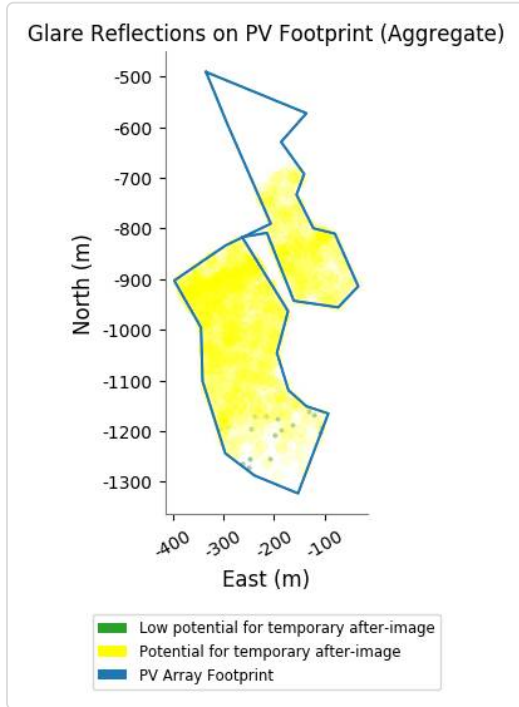 Glare Reflections on PV Footprint (Aggregate)
-500
-600
-700
-800
-900
-1000
-1100
-1200
-1300
North (m)
-400
-300
-200
-100
East (m)
Low potential for temporary after-image
Potential for temporary after-image
PV Array Footprint